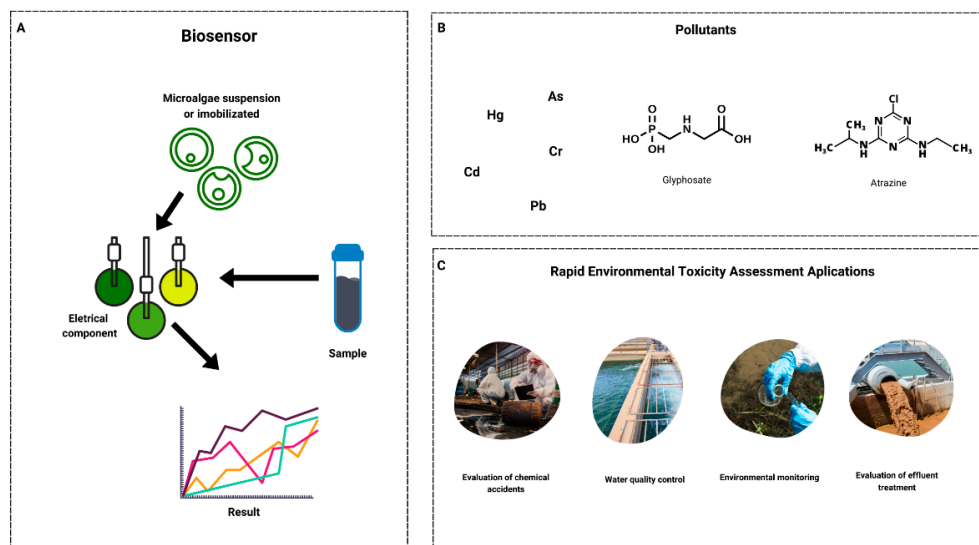 A
Biosensor
Microalgae suspension
or imobilizated
Eletrical
component
Sample
Result
B
Pollutants
As
Hg
Cr
Cd
Pb
O
HO
P
OH
H
N
O
OH
Glyphosate
Cl
CH₃
N
N
H₃C
N
H
N
N
H
CH₃
Atrazine
C
Rapid Environmental Toxicity Assessment Aplications
Evaluation of chemical
accidents
Water quality control
Environmental monitoring
Evaluation of effluent
treatment